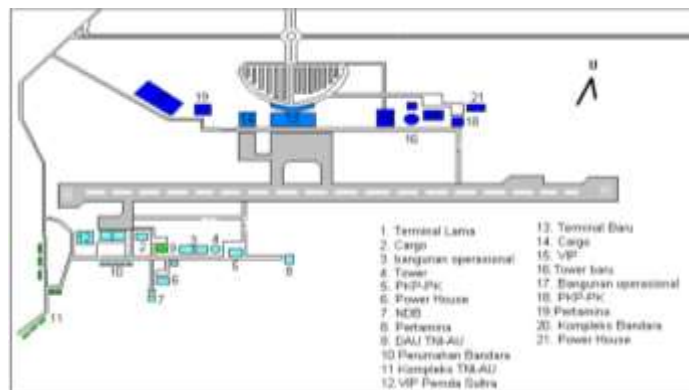 19
21
U
13
16
18
12
2
3
4
5
8
10
6
7
11
1. Terminal Lama
2. Cargo
3 bangunan operasional
4 Tower
5. PKP-PK
6 Power House
7 NDB
8 Pertamina
9 DAU TNI-AU
10 Perumahan Bandara
11 Kompleks TNI-AU
12 VIP Pemda Sultra
13. Terminal Baru
14. Cargo
15. VIP
16 Tower baru
17. Bangunan operasional
18. PKP-PK
19 Pertamina
20. Kompleks Bandara
21. Power House